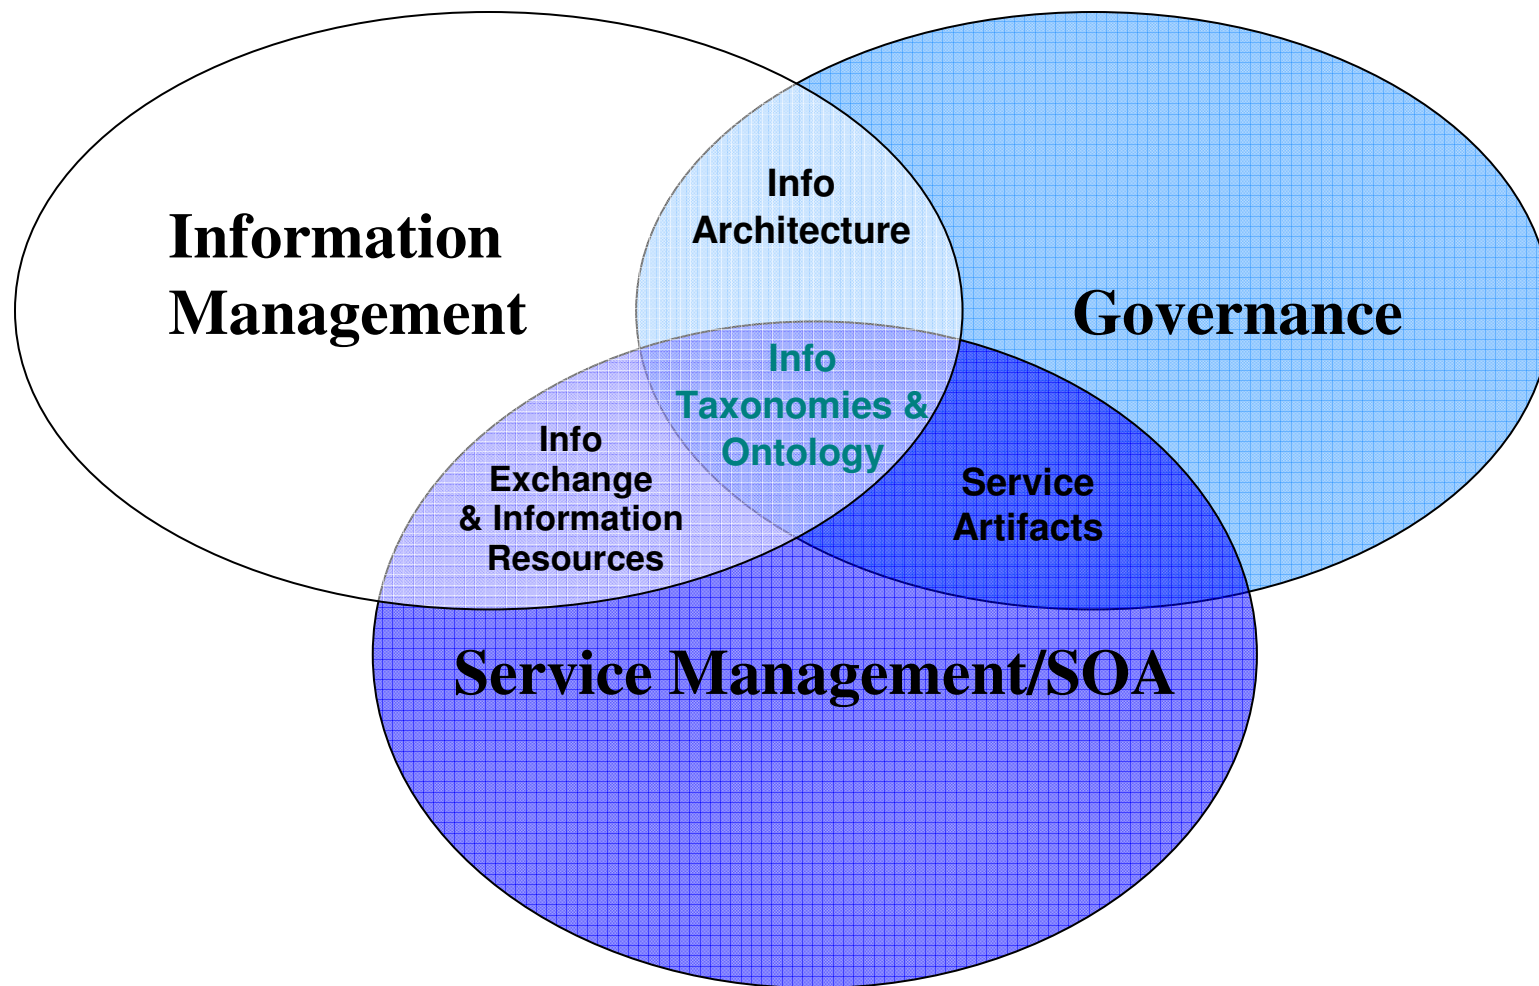 Info
Architecture
Information
Management
Governance
Info
Taxonomies &
Ontology
Info
Exchange
& Information
Resources
Service
Artifacts
Service Management/SOA